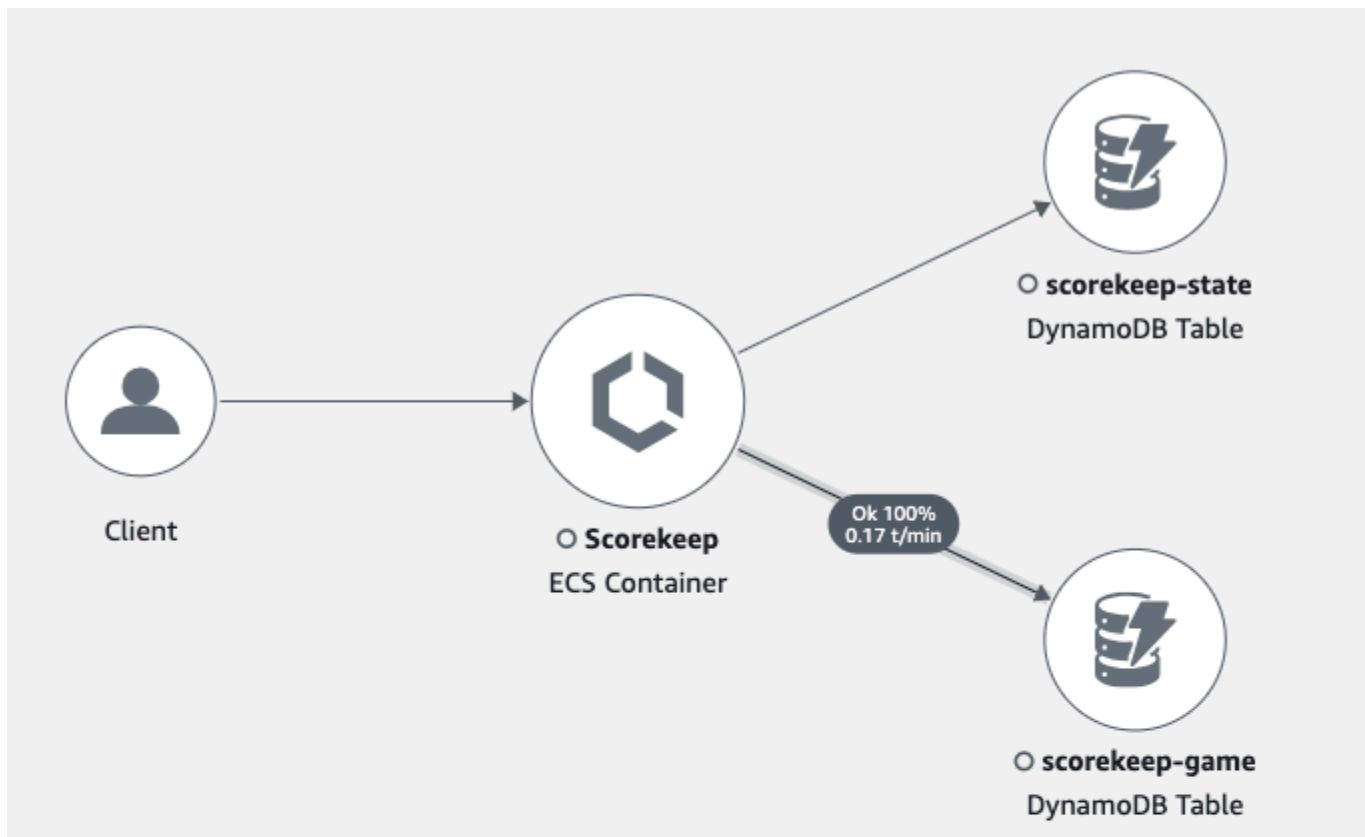 scorekeep-state
DynamoDB Table
Client
Ok 100%
0.17 t/min
Scorekeep
ECS Container
scorekeep-game
DynamoDB Table